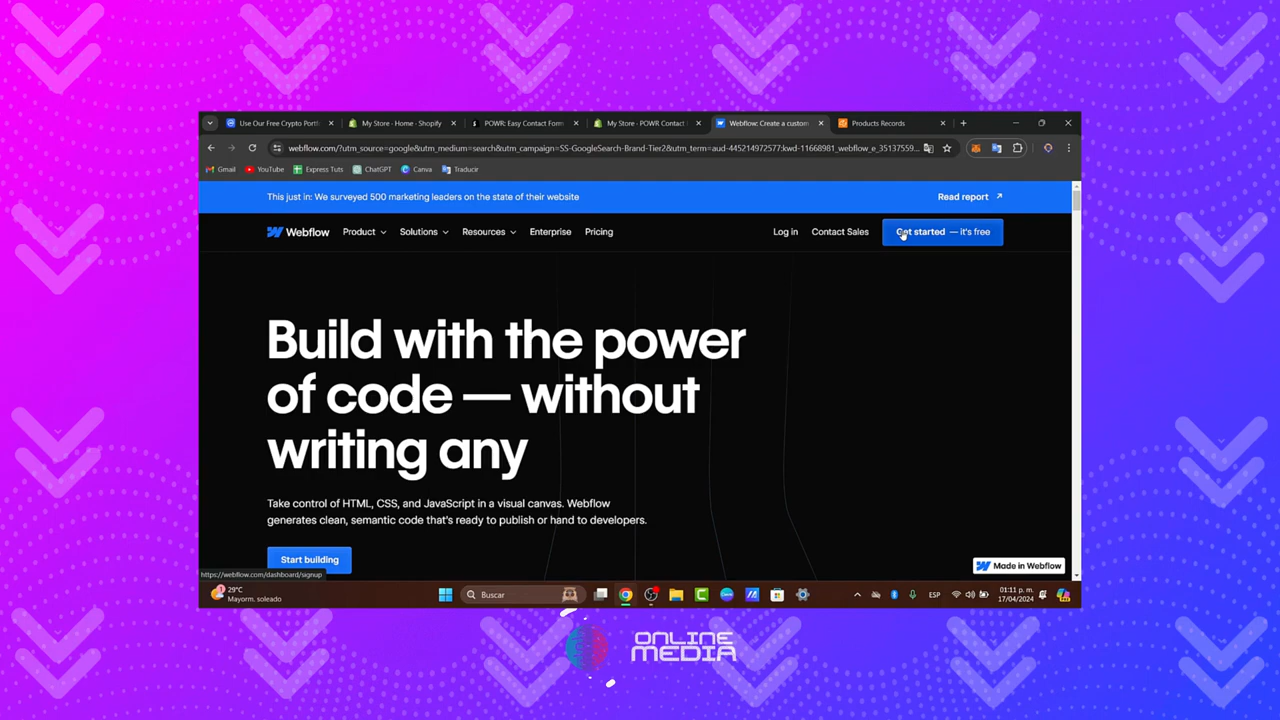 Use Our Free Crypto Portf
My Store - Home - Shopify
POWR: Easy Contact Form
My Store - POWR Contact
Webflow: Create a custom
Products Records
webflow.com/?utm_source=google&utm_medium=search&utm_campaign=SS-GoogleSearch-Brand-Tier2&utm_term=aud-445214972577:kwd-11668981_webflow_e_35137559...
Gmail
YouTube
Express Tuts
ChatGPT
Canva
Traducir
This just in: We surveyed 500 marketing leaders on the state of their website
Read report
Webflow
Product
Solutions
Resources
Enterprise
Pricing
Log in
Contact Sales
Get started — it's free
Build with the power
of code — without
writing any
Take control of HTML, CSS, and JavaScript in a visual canvas. Webflow
generates clean, semantic code that's ready to publish or hand to developers.
Start building
Made in Webflow
https://webflow.com/dashboard/signup
29°C
Mayorm. soleado
Buscar
ESP
01:11 p. m.
17/04/2024
ONLINE
MEDIA